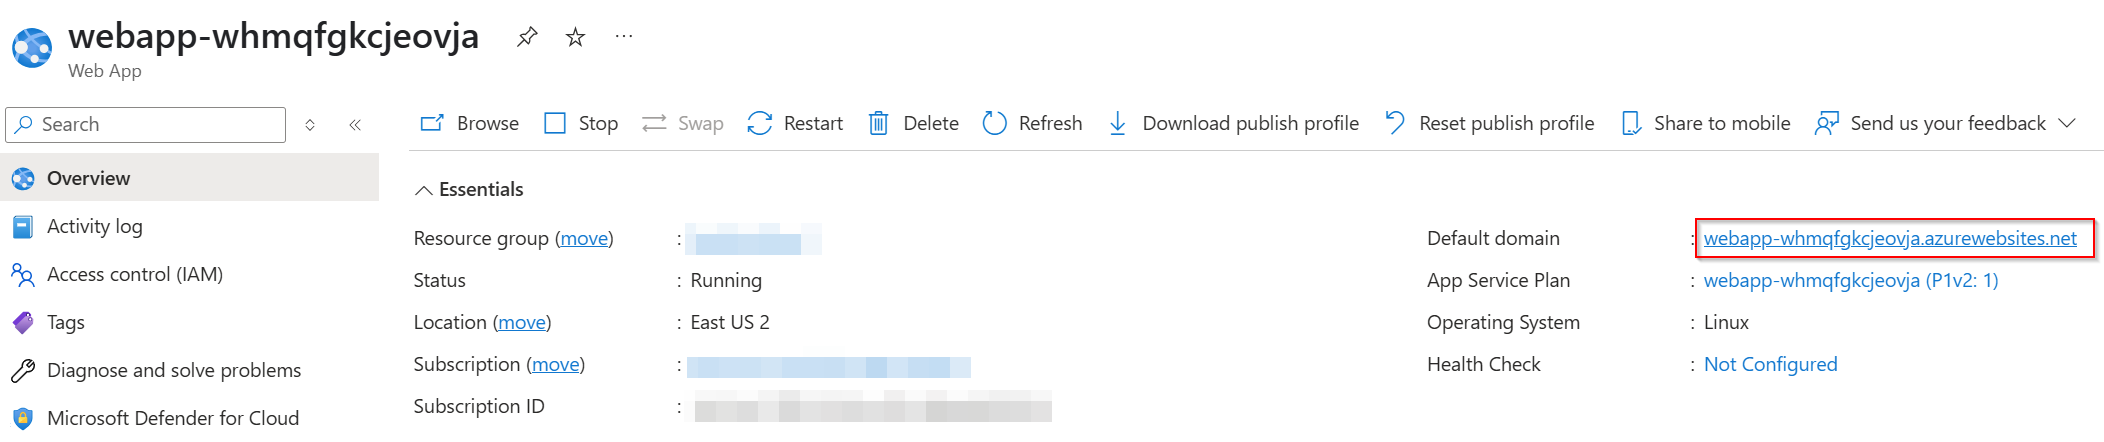 webapp-whmqfgkcjeovja
Web App
Search
Browse Stop Swap Restart Delete Refresh Download publish profile Reset publish profile Share to mobile Send us your feedback
Overview
Activity log
Access control (IAM)
Tags
Diagnose and solve problems
Microsoft Defender for Cloud
Essentials
Resource group (move) :
Status : Running
Location (move) : East US 2
Subscription (move) :
Subscription ID :
Default domain : webapp-whmqfgkcjeovja.azurewebsites.net
App Service Plan : webapp-whmqfgkcjeovja (P1v2: 1)
Operating System : Linux
Health Check : Not Configured